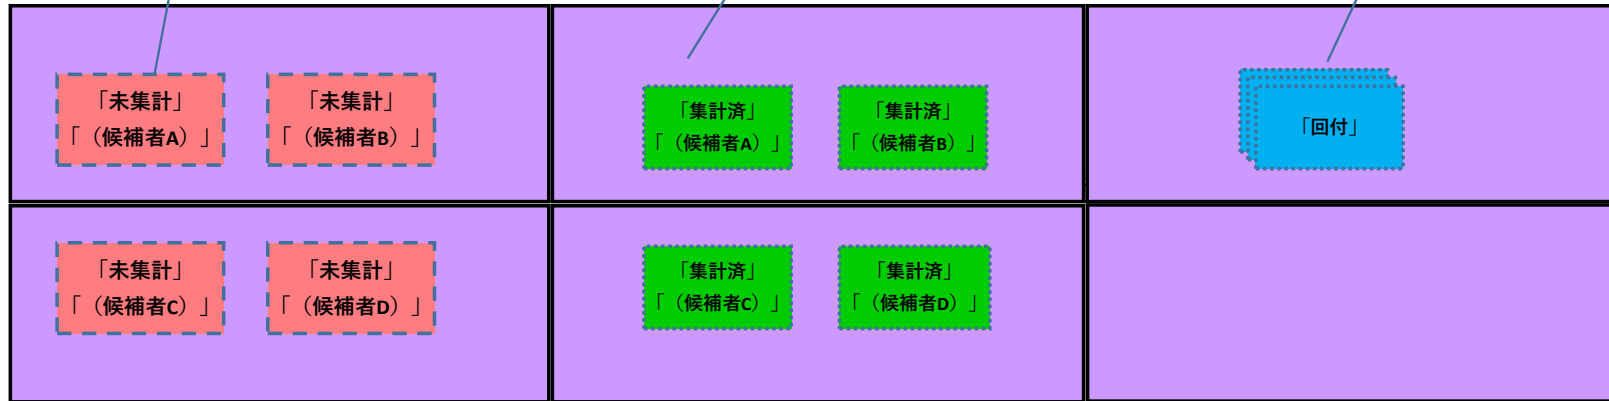 「未集計」
「（候補者A）」
「未集計」
「（候補者B）」
「集計済」
「（候補者A）」
「集計済」
「（候補者B）」
「回付」
「未集計」
「（候補者C）」
「未集計」
「（候補者D）」
「集計済」
「（候補者C）」
「集計済」
「（候補者D）」